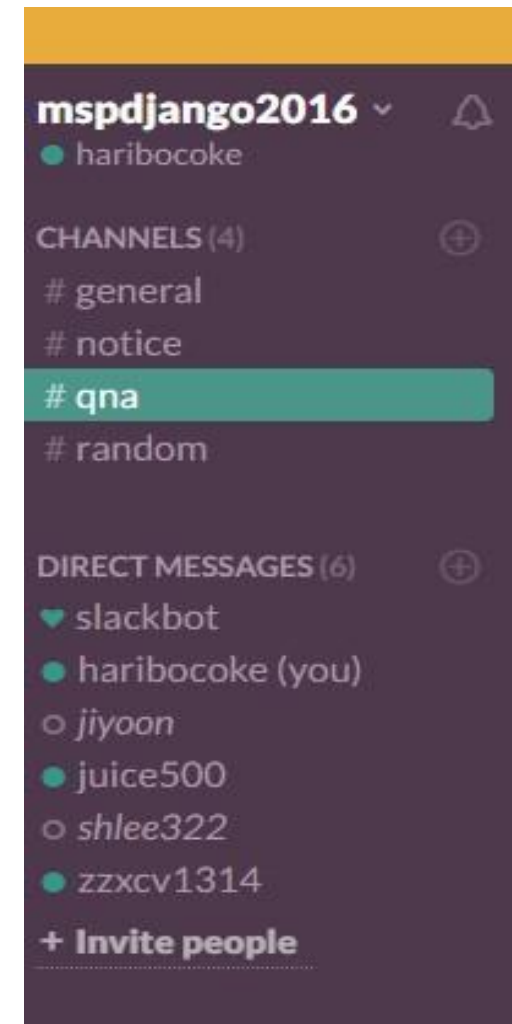 mspdjango2016
haribocoke
CHANNELS (4)
# general
# notice
# qna
# random
DIRECT MESSAGES (6)
slackbot
haribocoke (you)
jiyoon
juice500
shlee322
zzxcv1314
+ Invite people